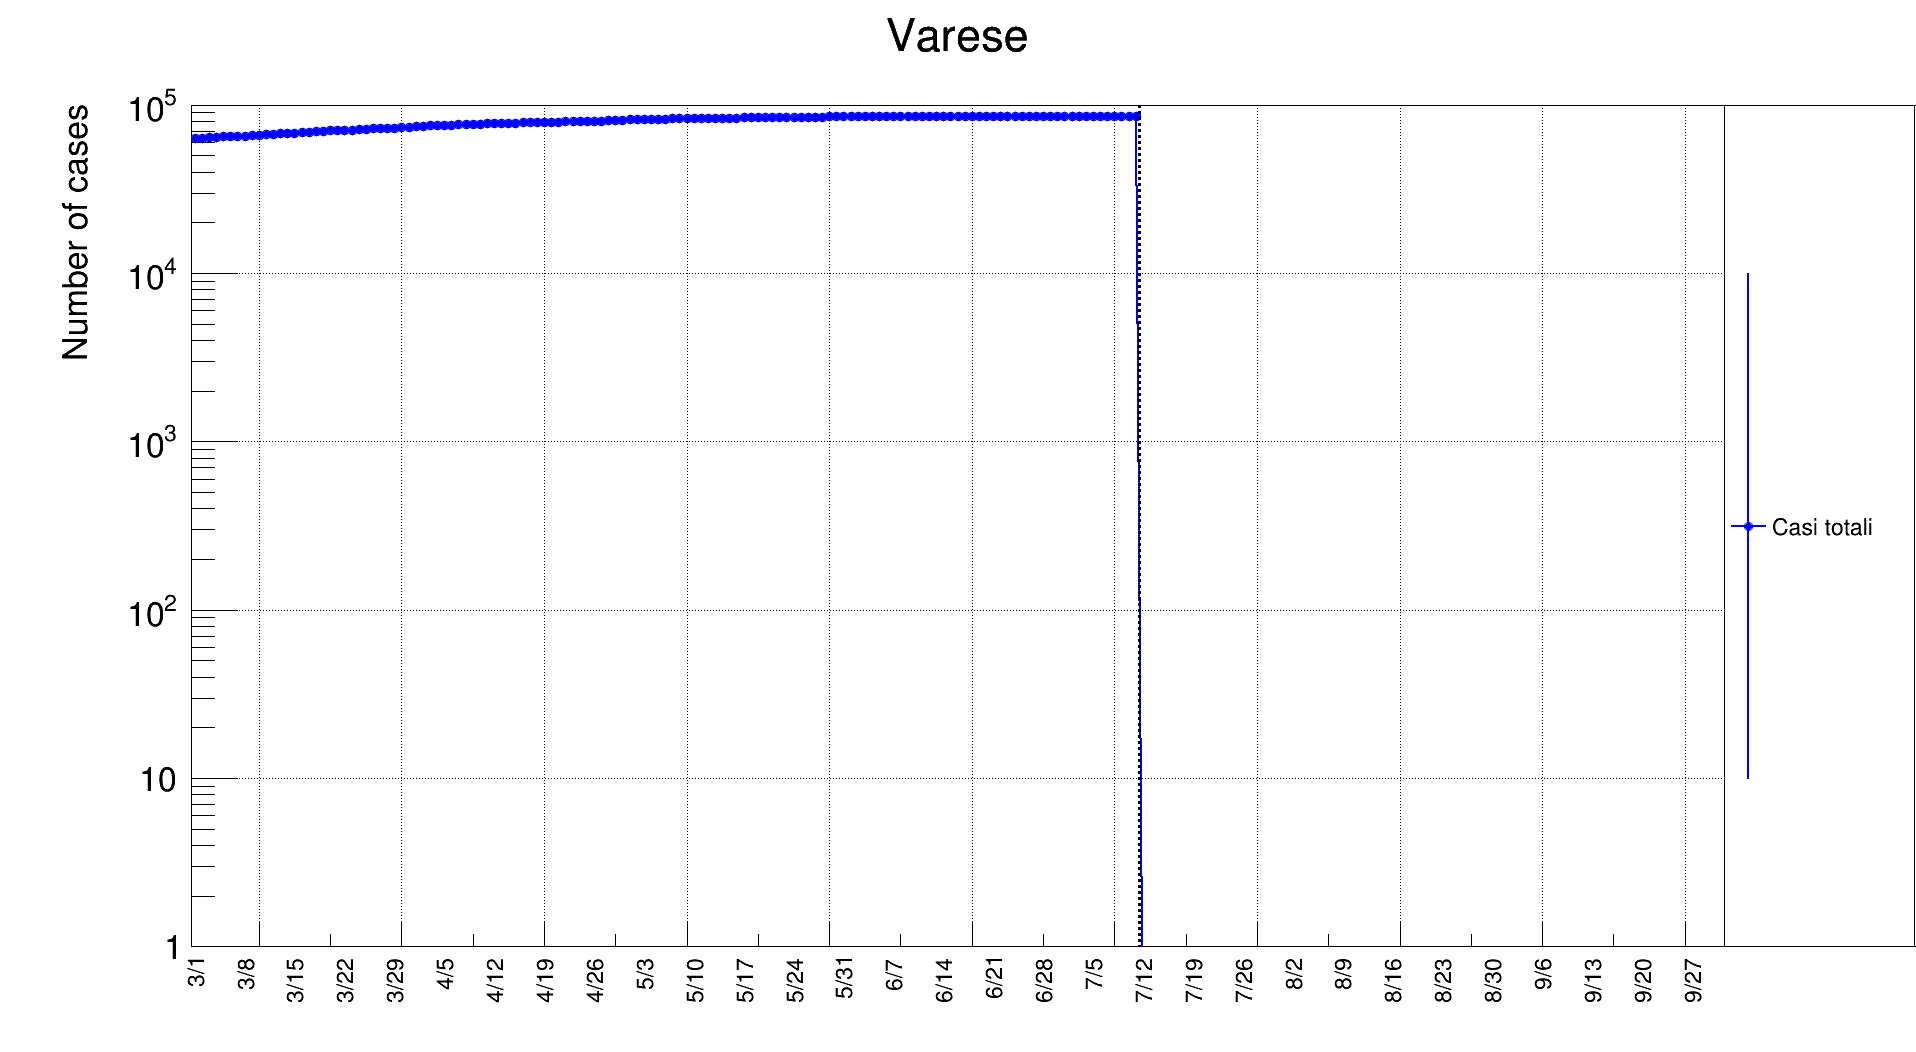 Varese
Number of cases
10^5
10^4
10^3
10^2
10
1
3/1 3/8 3/15 3/22 3/29 4/5 4/12 4/19 4/26 5/3 5/10 5/17 5/24 5/31 6/7 6/14 6/21 6/28 7/5 7/12 7/19 7/26 8/2 8/9 8/16 8/23 8/30 9/6 9/13 9/20 9/27
Casi totali